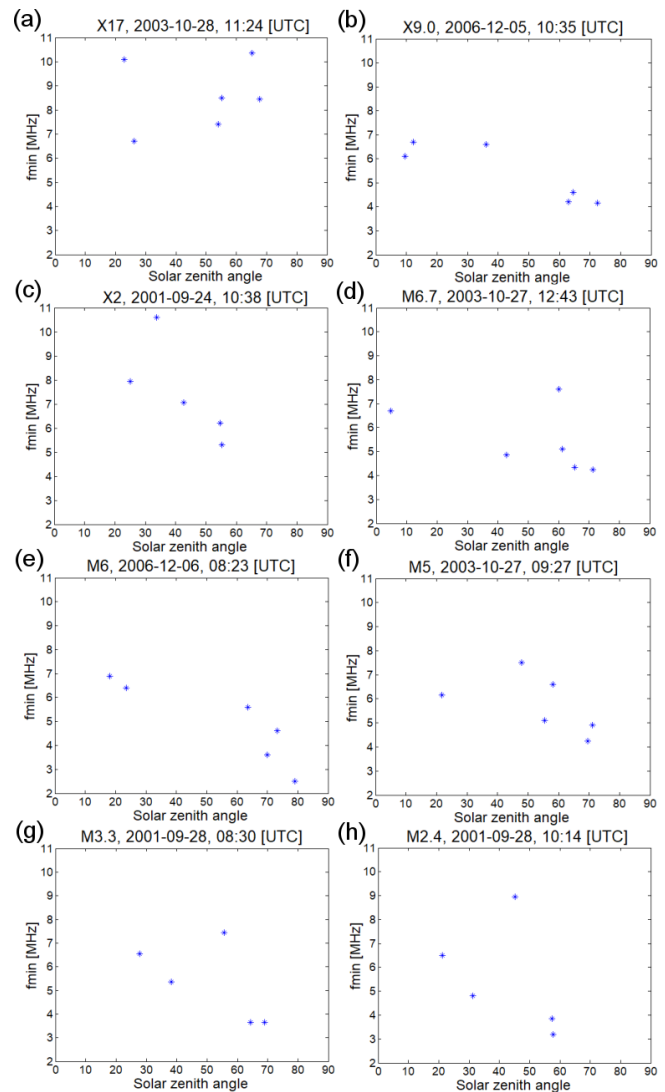 (a)
X17, 2003-10-28, 11:24 [UTC]
11
10
9
8
7
6
5
4
3
2
fmin [MHz]
0 10 20 30 40 50 60 70 80 90
Solar zenith angle
(b)
X9.0, 2006-12-05, 10:35 [UTC]
11
10
9
8
7
6
5
4
3
2
fmin [MHz]
0 10 20 30 40 50 60 70 80 90
Solar zenith angle
(c)
X2, 2001-09-24, 10:38 [UTC]
11
10
9
8
7
6
5
4
3
2
fmin [MHz]
0 10 20 30 40 50 60 70 80 90
Solar zenith angle
(d)
M6.7, 2003-10-27, 12:43 [UTC]
11
10
9
8
7
6
5
4
3
2
fmin [MHz]
0 10 20 30 40 50 60 70 80 90
Solar zenith angle
(e)
M6, 2006-12-06, 08:23 [UTC]
11
10
9
8
7
6
5
4
3
2
fmin [MHz]
0 10 20 30 40 50 60 70 80 90
Solar zenith angle
(f)
M5, 2003-10-27, 09:27 [UTC]
11
10
9
8
7
6
5
4
3
2
fmin [MHz]
0 10 20 30 40 50 60 70 80 90
Solar zenith angle
(g)
M3.3, 2001-09-28, 08:30 [UTC]
11
10
9
8
7
6
5
4
3
2
fmin [MHz]
0 10 20 30 40 50 60 70 80 90
Solar zenith angle
(h)
M2.4, 2001-09-28, 10:14 [UTC]
11
10
9
8
7
6
5
4
3
2
fmin [MHz]
0 10 20 30 40 50 60 70 80 90
Solar zenith angle